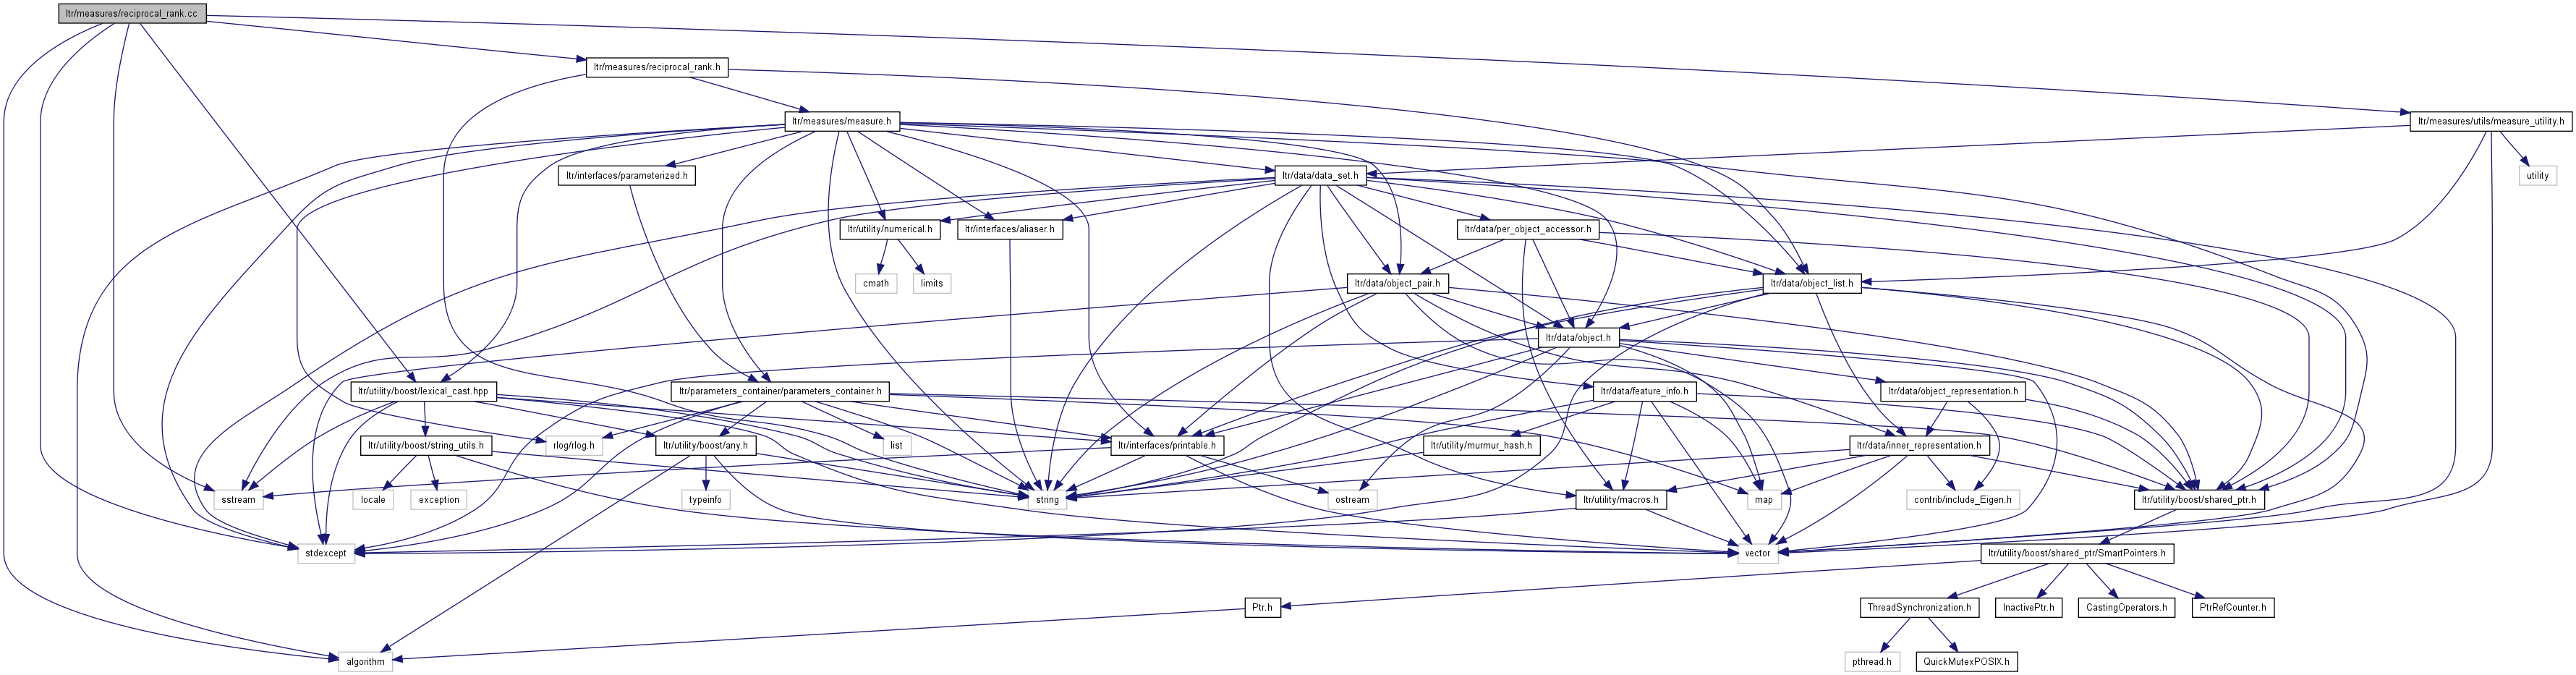 ltr/measures/reciprocal_rank.cc
ltr/measures/reciprocal_rank.h
ltr/measures/measure.h
ltr/measures/utils/measure_utility.h
ltr/interfaces/parameterized.h
ltr/data/data_set.h
utility
ltr/utility/numerical.h
ltr/interfaces/aliaser.h
ltr/data/per_object_accessor.h
cmath
limits
ltr/data/object_pair.h
ltr/data/object_list.h
ltr/data/object.h
ltr/utility/boost/lexical_cast.hpp
ltr/parameters_container/parameters_container.h
ltr/data/feature_info.h
ltr/data/object_representation.h
ltr/utility/boost/string_utils.h
rlog/rlog.h
ltr/utility/boost/any.h
list
ltr/interfaces/printable.h
ltr/utility/murmur_hash.h
ltr/data/inner_representation.h
sstream
locale
exception
typeinfo
string
ostream
ltr/utility/macros.h
map
contrib/include_Eigen.h
ltr/utility/boost/shared_ptr.h
stdexcept
vector
ltr/utility/boost/shared_ptr/SmartPointers.h
Ptr.h
ThreadSynchronization.h
InactivePtr.h
CastingOperators.h
PtrRefCounter.h
algorithm
pthread.h
QuickMutexPOSIX.h